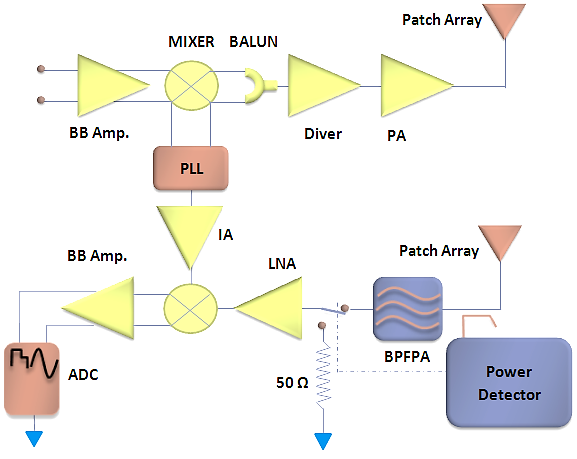 Patch Array
MIXER
BALUN
BB Amp.
Diver
PA
PLL
IA
BB Amp.
LNA
Patch Array
BPFPA
ADC
50 Ω
Power
Detector